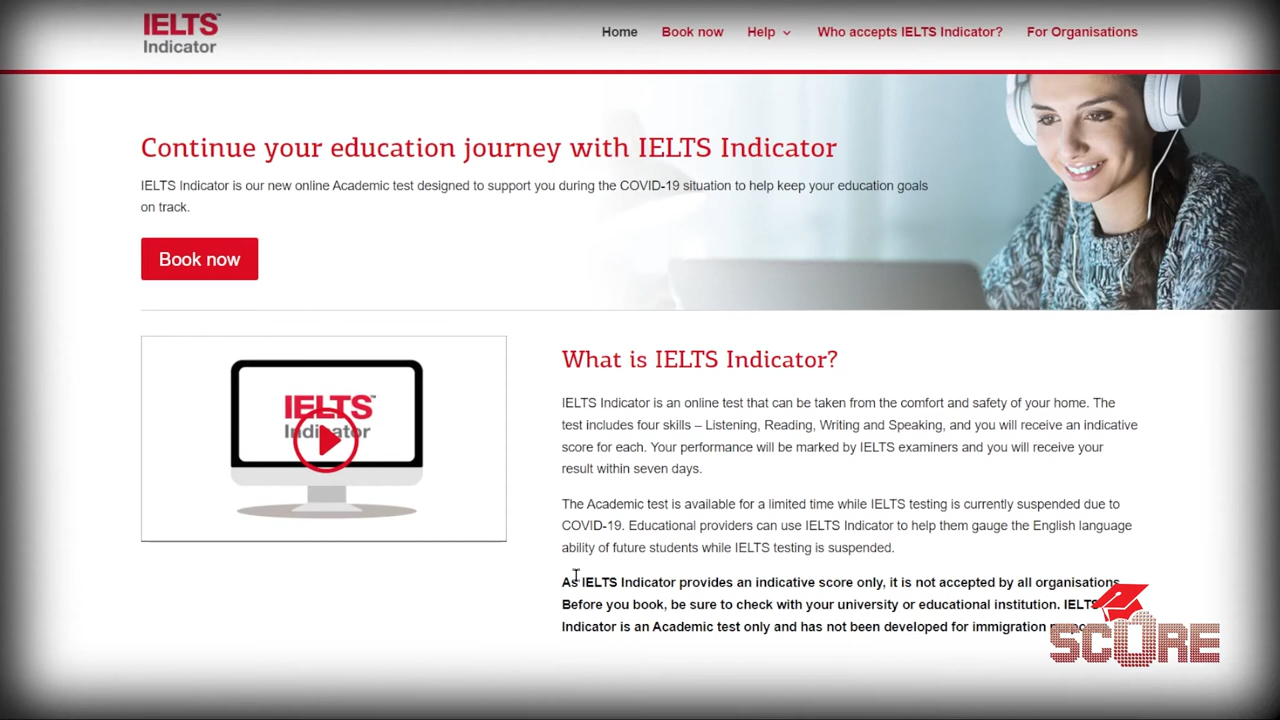 IELTS™
Indicator
Home
Book now
Help
Who accepts IELTS Indicator?
For Organisations
Continue your education journey with IELTS Indicator
IELTS Indicator is our new online Academic test designed to support you during the COVID-19 situation to help keep your education goals
on track.
Book now
IELTS™
Indicator
What is IELTS Indicator?
IELTS Indicator is an online test that can be taken from the comfort and safety of your home. The
test includes four skills – Listening, Reading, Writing and Speaking, and you will receive an indicative
score for each. Your performance will be marked by IELTS examiners and you will receive your
result within seven days.
The Academic test is available for a limited time while IELTS testing is currently suspended due to
COVID-19. Educational providers can use IELTS Indicator to help them gauge the English language
ability of future students while IELTS testing is suspended.
As IELTS Indicator provides an indicative score only, it is not accepted by all organisations.
Before you book, be sure to check with your university or educational institution. IELTS
Indicator is an Academic test only and has not been developed for immigration
SCORE